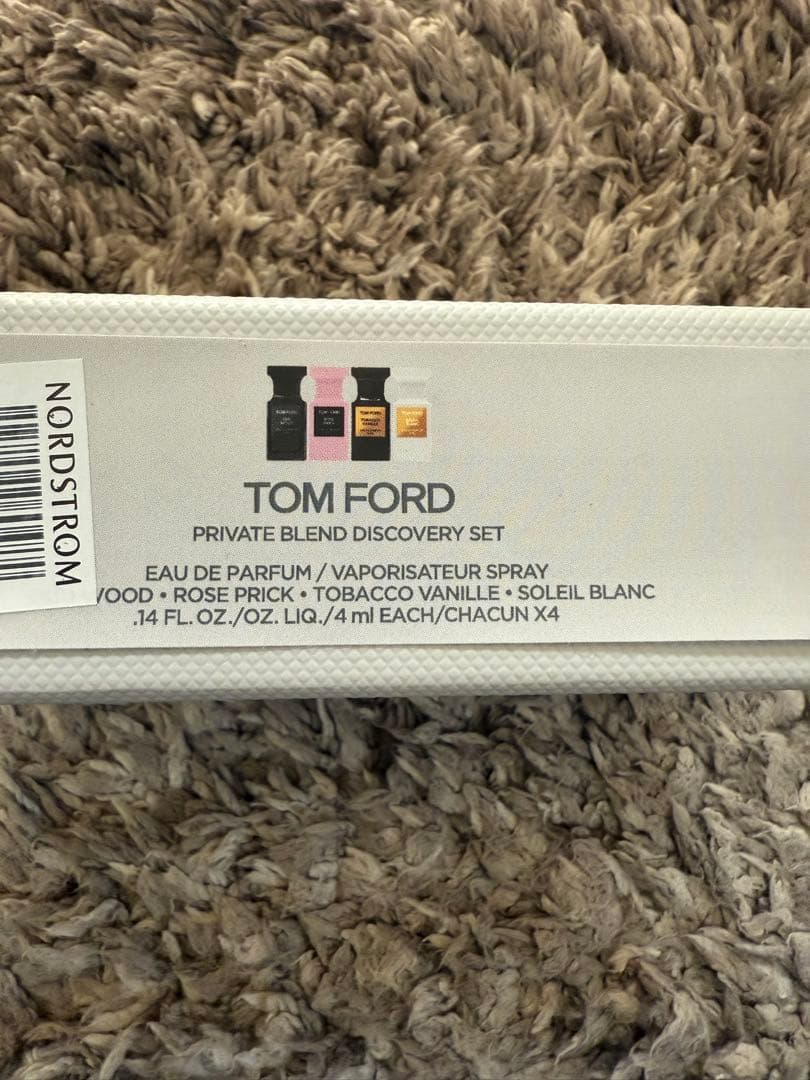 NORDSTROM
TOM FORD
PRIVATE BLEND DISCOVERY SET
EAU DE PARFUM / VAPORISATEUR SPRAY
WOOD • ROSE PRICK • TOBACCO VANILLE • SOLEIL BLANC
.14 FL. OZ./OZ. LIQ./4 ml EACH/CHACUN X4